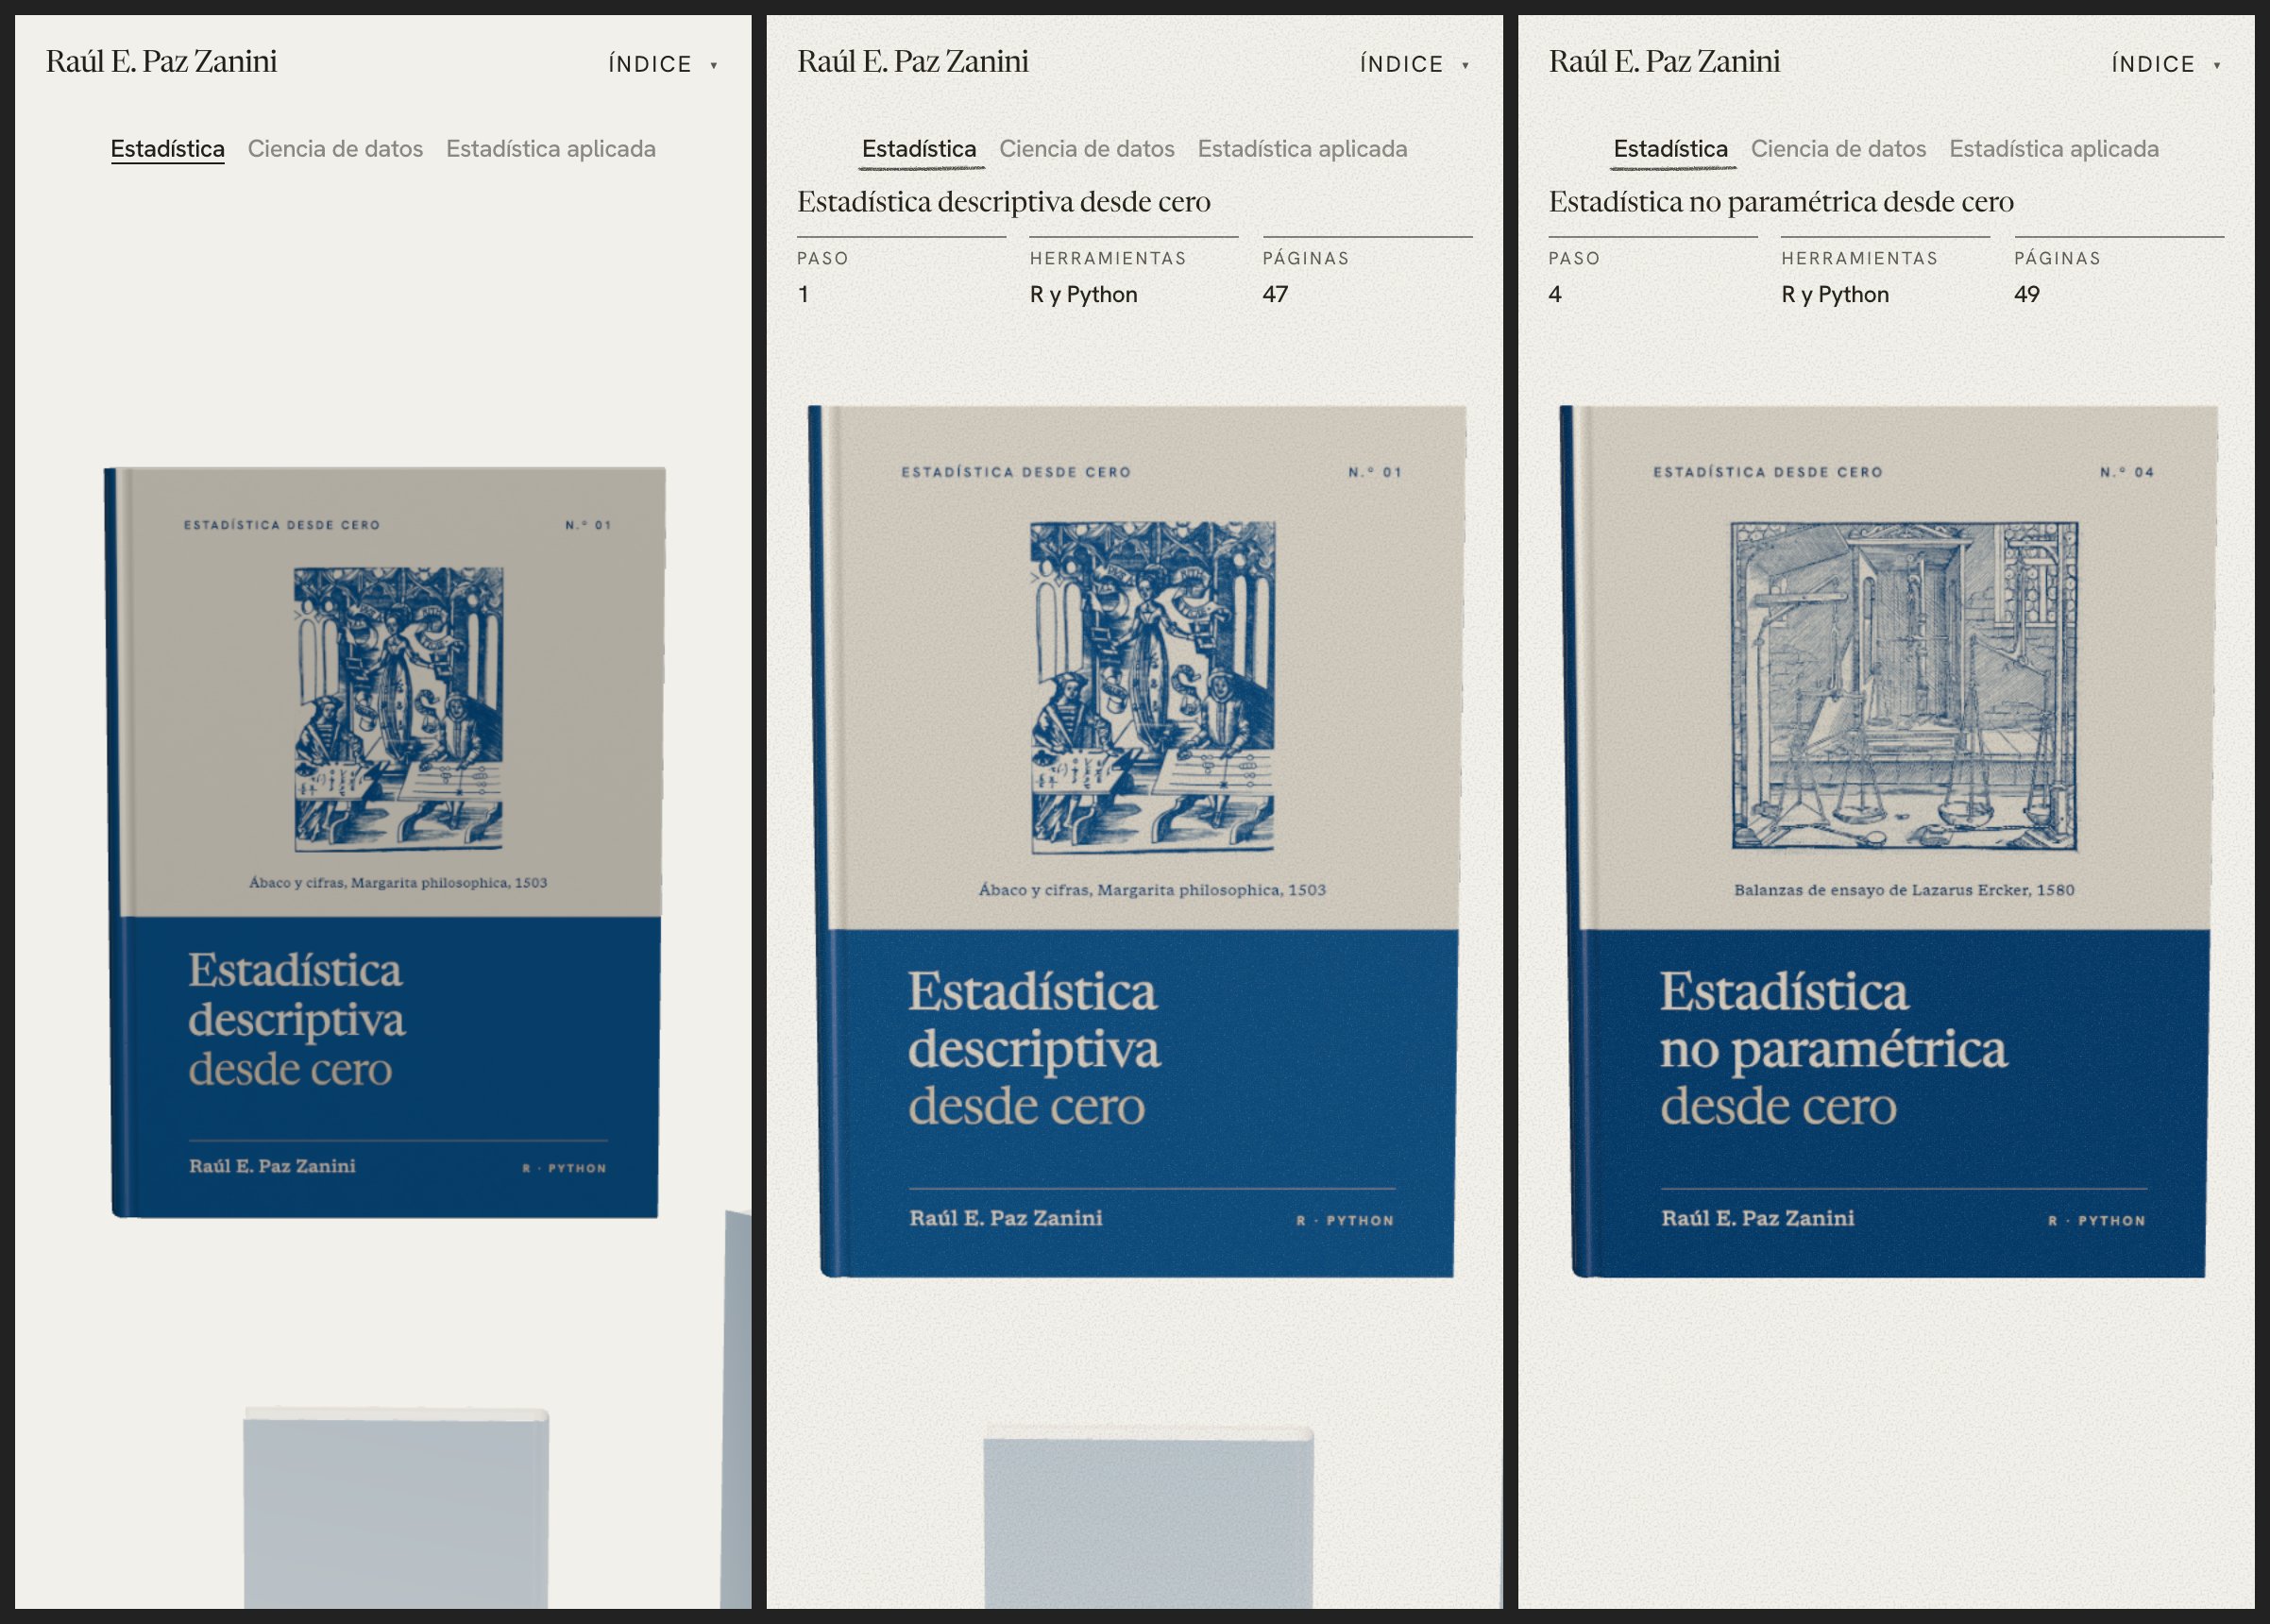 Raúl E. Paz Zanini
ÍNDICE ▾
Estadística Ciencia de datos Estadística aplicada
ESTADÍSTICA DESDE CERO
N.º 01
Ábaco y cifras, Margarita philosophica, 1503
Estadística
descriptiva
desde cero
Raúl E. Paz Zanini
R · PYTHON
Raúl E. Paz Zanini
ÍNDICE ▾
Estadística Ciencia de datos Estadística aplicada
Estadística descriptiva desde cero
PASO HERRAMIENTAS PÁGINAS
1 R y Python 47
ESTADÍSTICA DESDE CERO
N.º 01
Ábaco y cifras, Margarita philosophica, 1503
Estadística
descriptiva
desde cero
Raúl E. Paz Zanini
R · PYTHON
Raúl E. Paz Zanini
ÍNDICE ▾
Estadística Ciencia de datos Estadística aplicada
Estadística no paramétrica desde cero
PASO HERRAMIENTAS PÁGINAS
4 R y Python 49
ESTADÍSTICA DESDE CERO
N.º 04
Balanzas de ensayo de Lazarus Ercker, 1580
Estadística
no paramétrica
desde cero
Raúl E. Paz Zanini
R · PYTHON